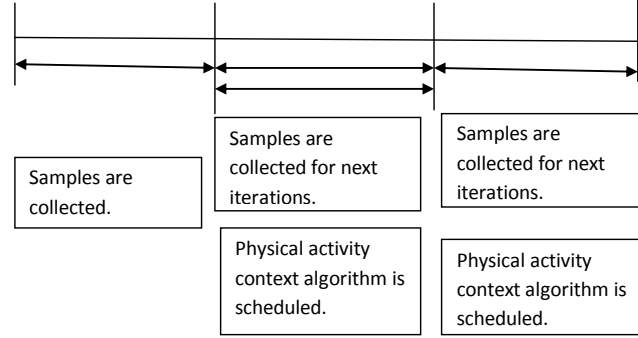 Samples are
collected.
Samples are
collected for next
iterations.
Physical activity
context algorithm is
scheduled.
Samples are
collected for next
iterations.
Physical activity
context algorithm is
scheduled.